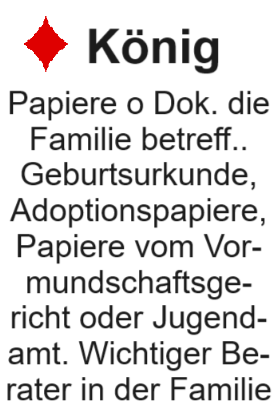 ♦ König
Papiere o Dok. die
Familie betreff..
Geburtsurkunde,
Adoptionspapiere,
Papiere vom Vor-
mundschaftsge-
richt oder Jugend-
amt. Wichtiger Be-
rater in der Familie